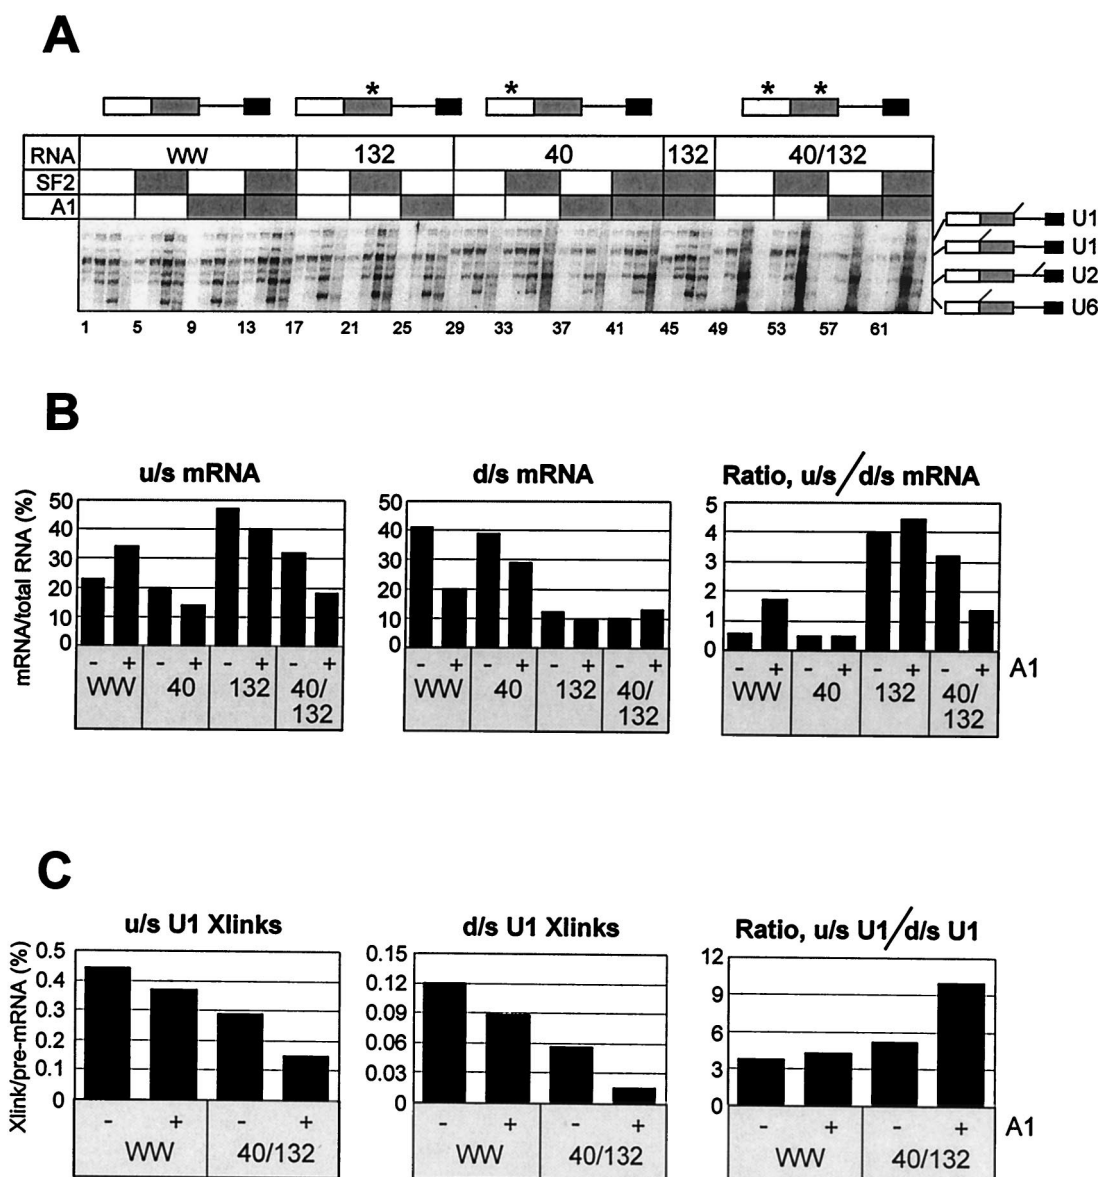 A
* * * *
RNA WW 132 40 132 40/132
SF2
A1
U1
U1
U2
U6
1 5 9 13 17 21 25 29 33 37 41 45 49 53 57 61
B
u/s mRNA
mRNA/total RNA (%)
50
40
30
20
10
0
- + - + - + - +
WW 40 132 40/
132
d/s mRNA
50
40
30
20
10
0
- + - + - + - +
WW 40 132 40/
132
Ratio, u/s/d/s mRNA
5
4
3
2
1
0
- + - + - + - +
A1
WW 40 132 40/
132
C
u/s U1 Xlinks
Xlink/pre-mRNA (%)
0.5
0.4
0.3
0.2
0.1
0
- + - +
WW 40/132
d/s U1 Xlinks
0.15
0.12
0.09
0.06
0.03
0
- + - +
WW 40/132
Ratio, u/s U1/d/s U1
12
9
6
3
0
- + - +
A1
WW 40/132